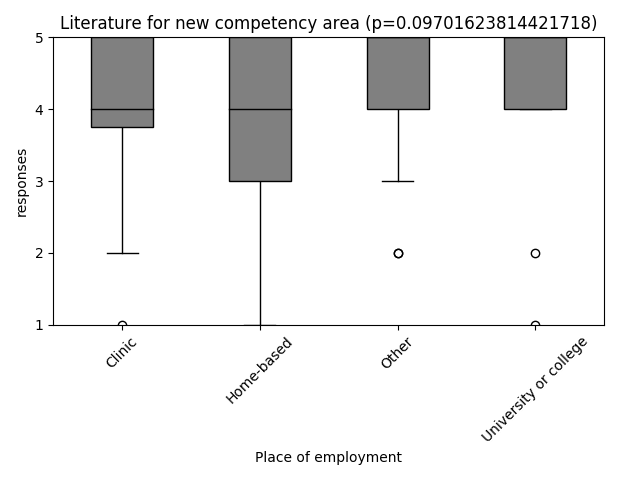 Literature for new competency area (p=0.09701623814421718)
responses
5
4
3
2
1
Clinic
Home-based
Other
University or college
Place of employment